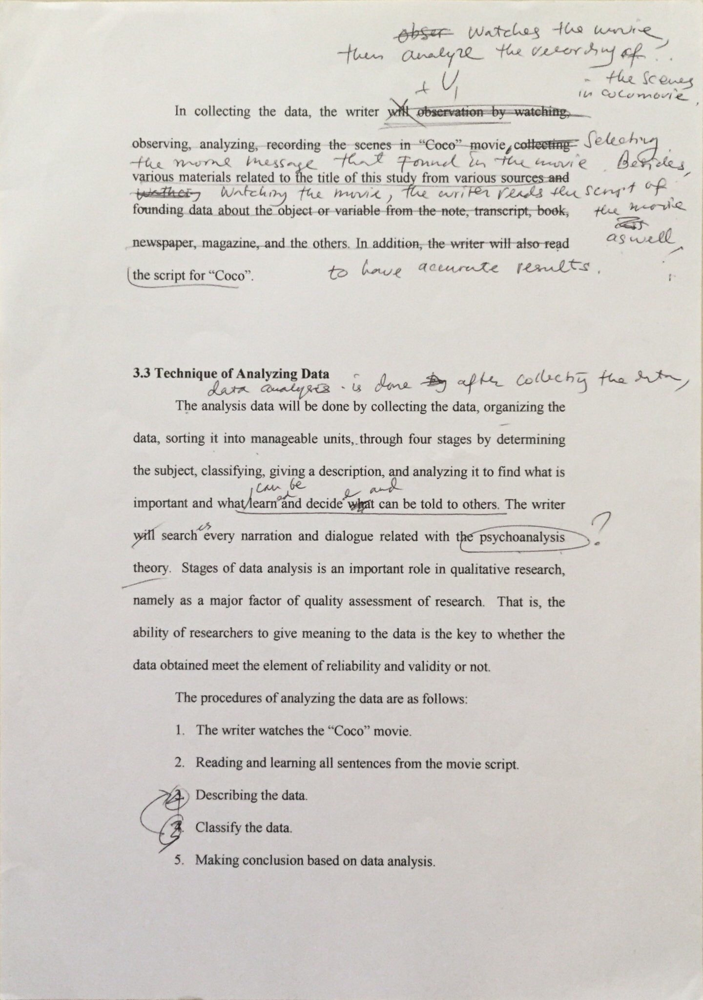 obser watches the movie,
then analyze the recording of
the scenes
in coco movie,
+ V1
In collecting the data, the writer will observation by watching,
observing, analyzing, recording the scenes in “Coco” movie, collecting Selecting
the morne message that Found in the movie. Besides,
various materials related to the title of this study from various sources and
Watching the movie, the writer reads the script of
founding data about the object or variable from the note, transcript, book, the movie
newspaper, magazine, and the others. In addition, the writer will also read as well,
the script for “Coco”. to have accurate results.
3.3 Technique of Analyzing Data
data analysis is done by after collecting the data,
The analysis data will be done by collecting the data, organizing the
data, sorting it into manageable units, through four stages by determining
the subject, classifying, giving a description, and analyzing it to find what is
can be ed e and
important and what learn and decide what can be told to others. The writer
es ?
will search every narration and dialogue related with the psychoanalysis
theory. Stages of data analysis is an important role in qualitative research,
namely as a major factor of quality assessment of research. That is, the
ability of researchers to give meaning to the data is the key to whether the
data obtained meet the element of reliability and validity or not.
The procedures of analyzing the data are as follows:
1. The writer watches the “Coco” movie.
2. Reading and learning all sentences from the movie script.
4 Describing the data.
3 Classify the data.
5. Making conclusion based on data analysis.